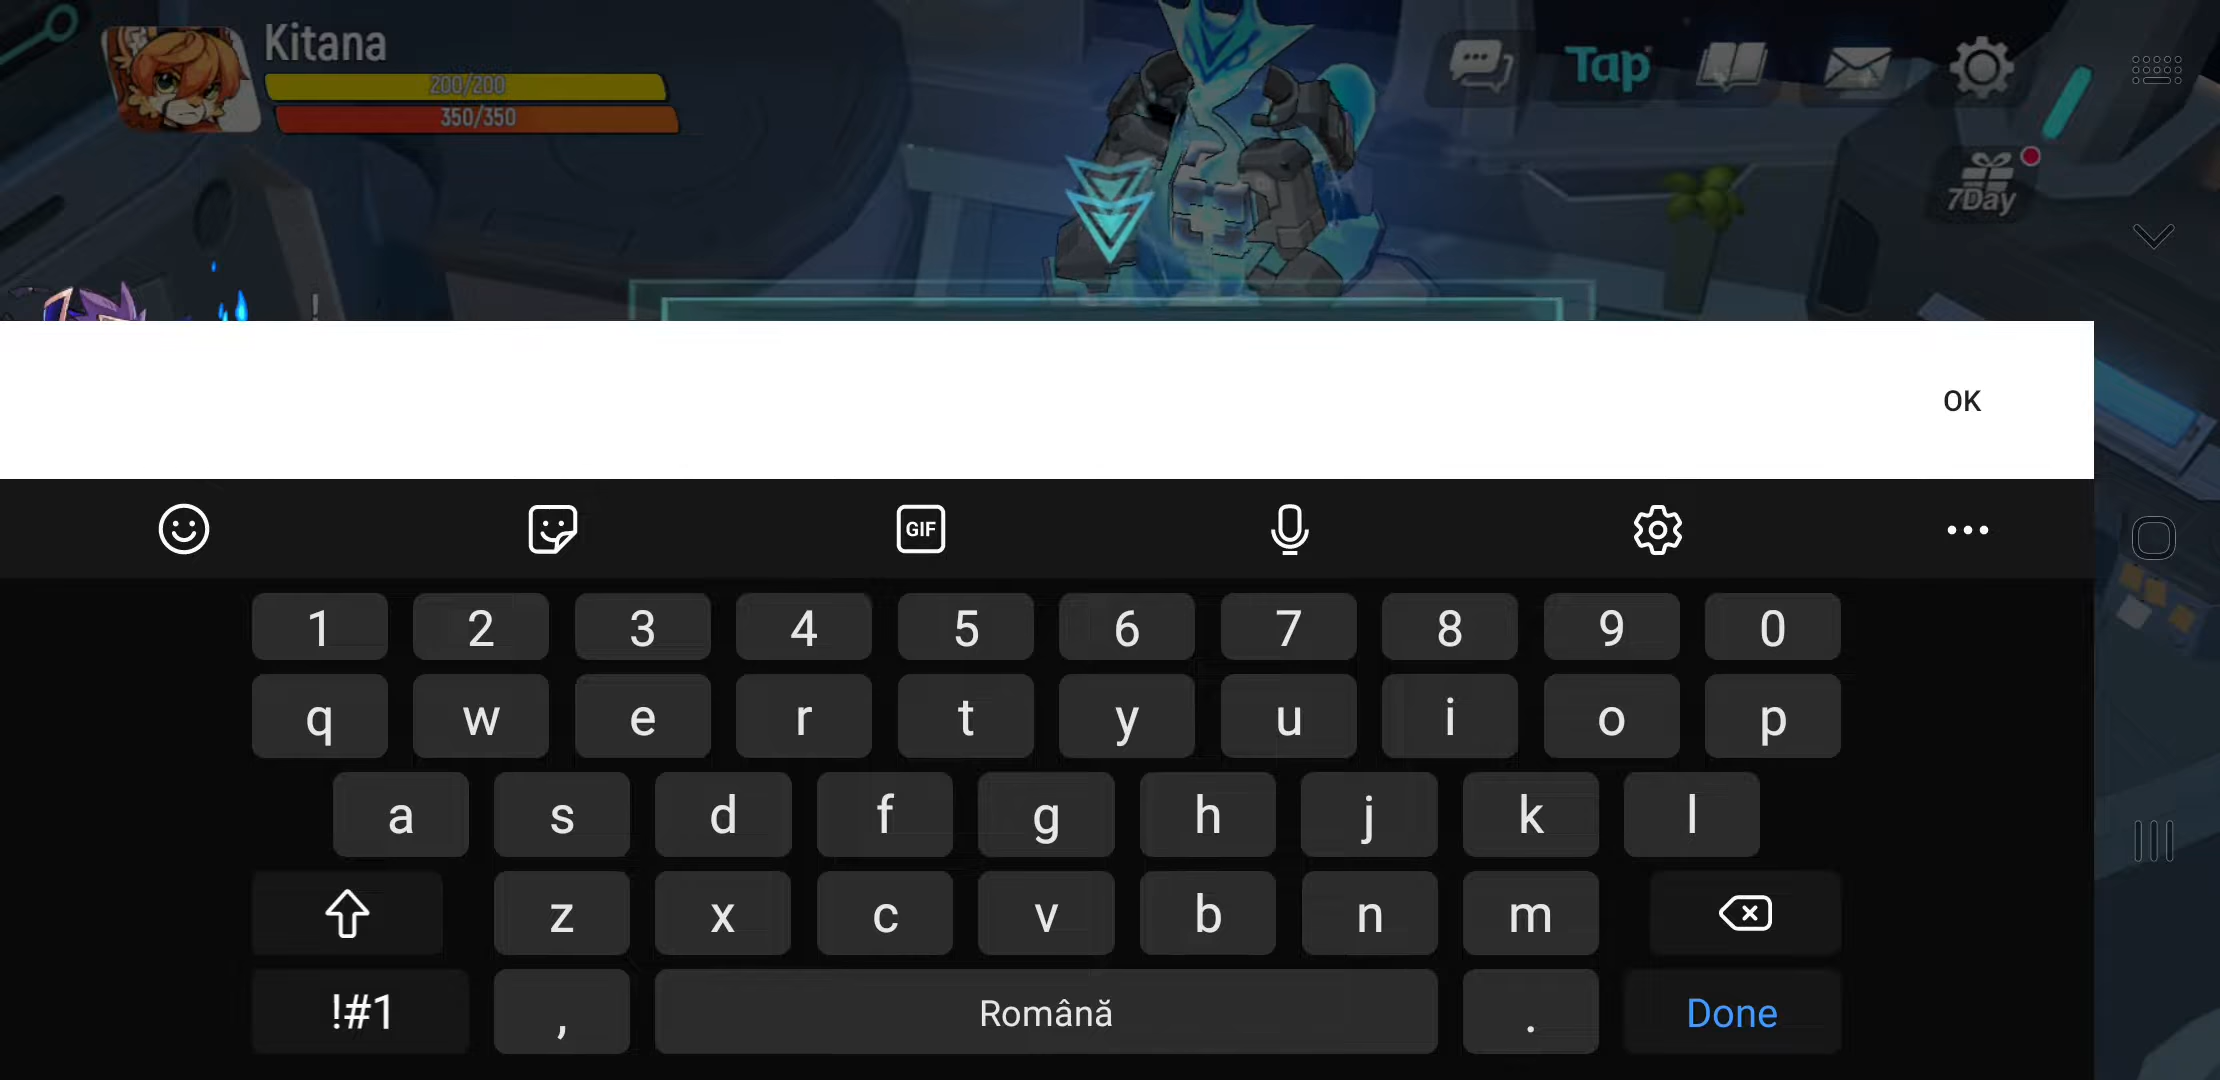 Kitana
200/200
350/350
Tap
7Day
OK
GIF
1 2 3 4 5 6 7 8 9 0
q w e r t y u i o p
a s d f g h j k l
z x c v b n m
!#1 , Română . Done